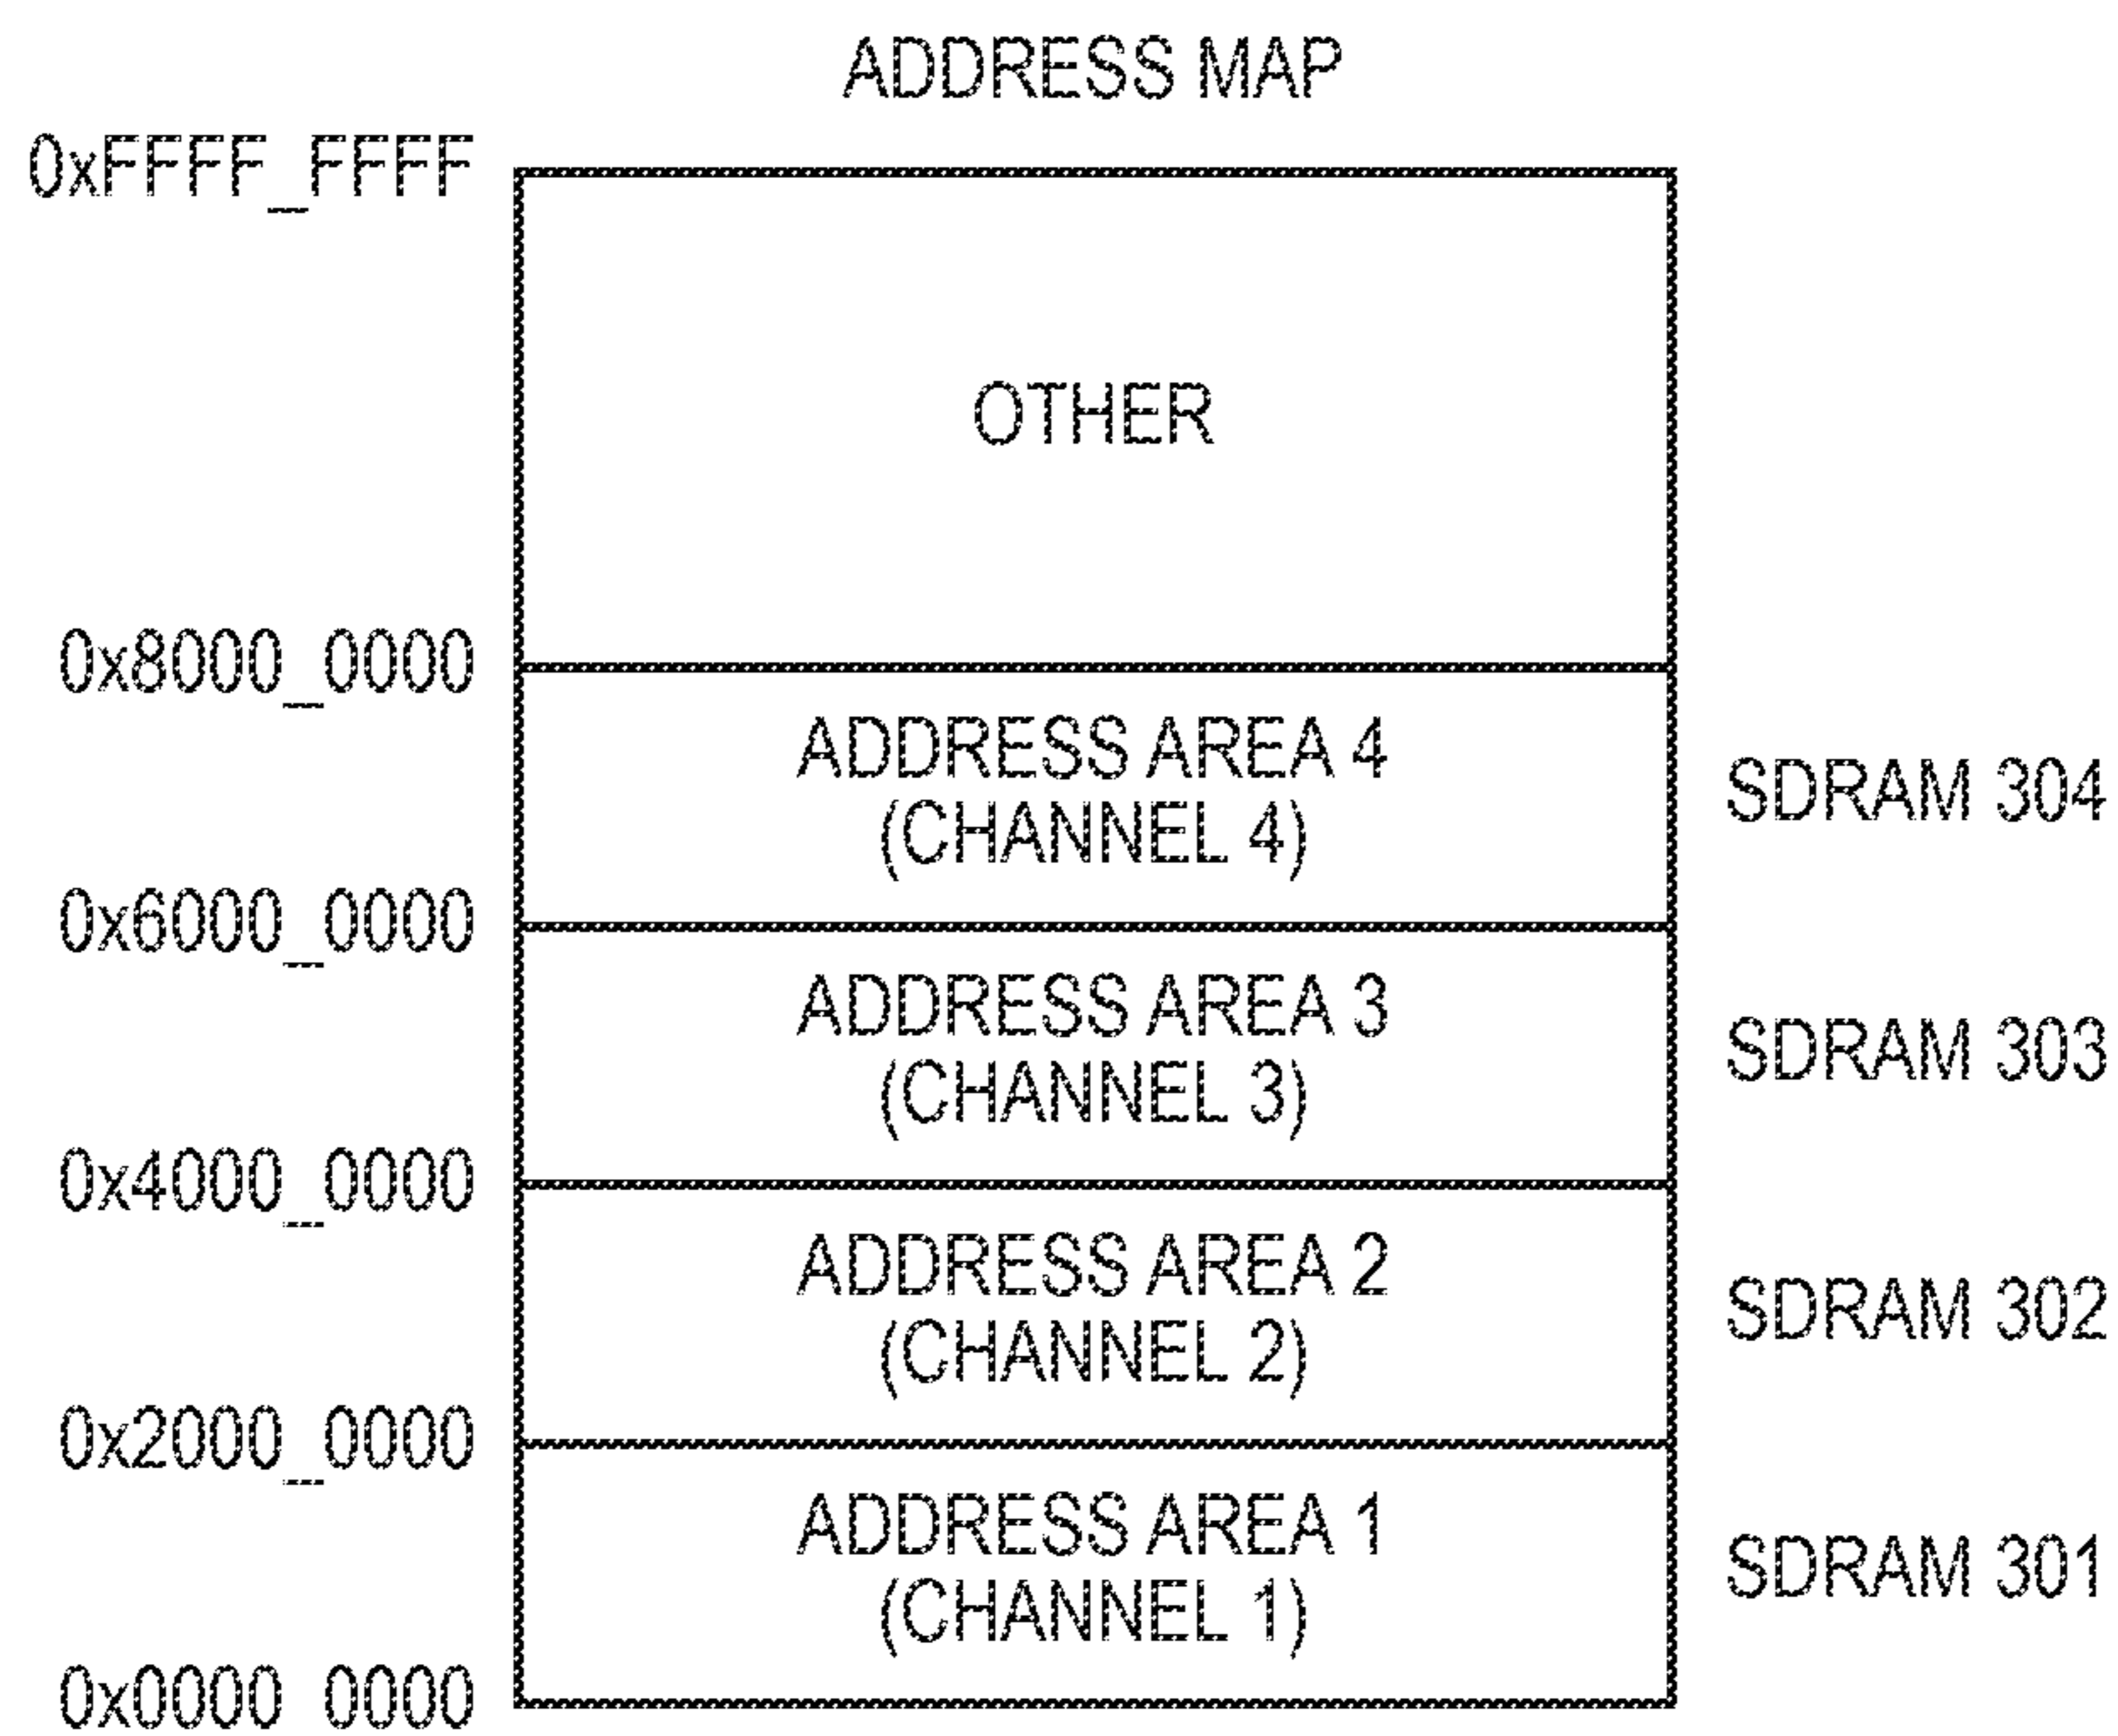 ADDRESS MAP
0xFFFF_FFFF
OTHER
0x8000_0000
ADDRESS AREA 4
(CHANNEL 4)
SDRAM 304
0x6000_0000
ADDRESS AREA 3
(CHANNEL 3)
SDRAM 303
0x4000_0000
ADDRESS AREA 2
(CHANNEL 2)
SDRAM 302
0x2000_0000
ADDRESS AREA 1
(CHANNEL 1)
SDRAM 301
0x0000_0000